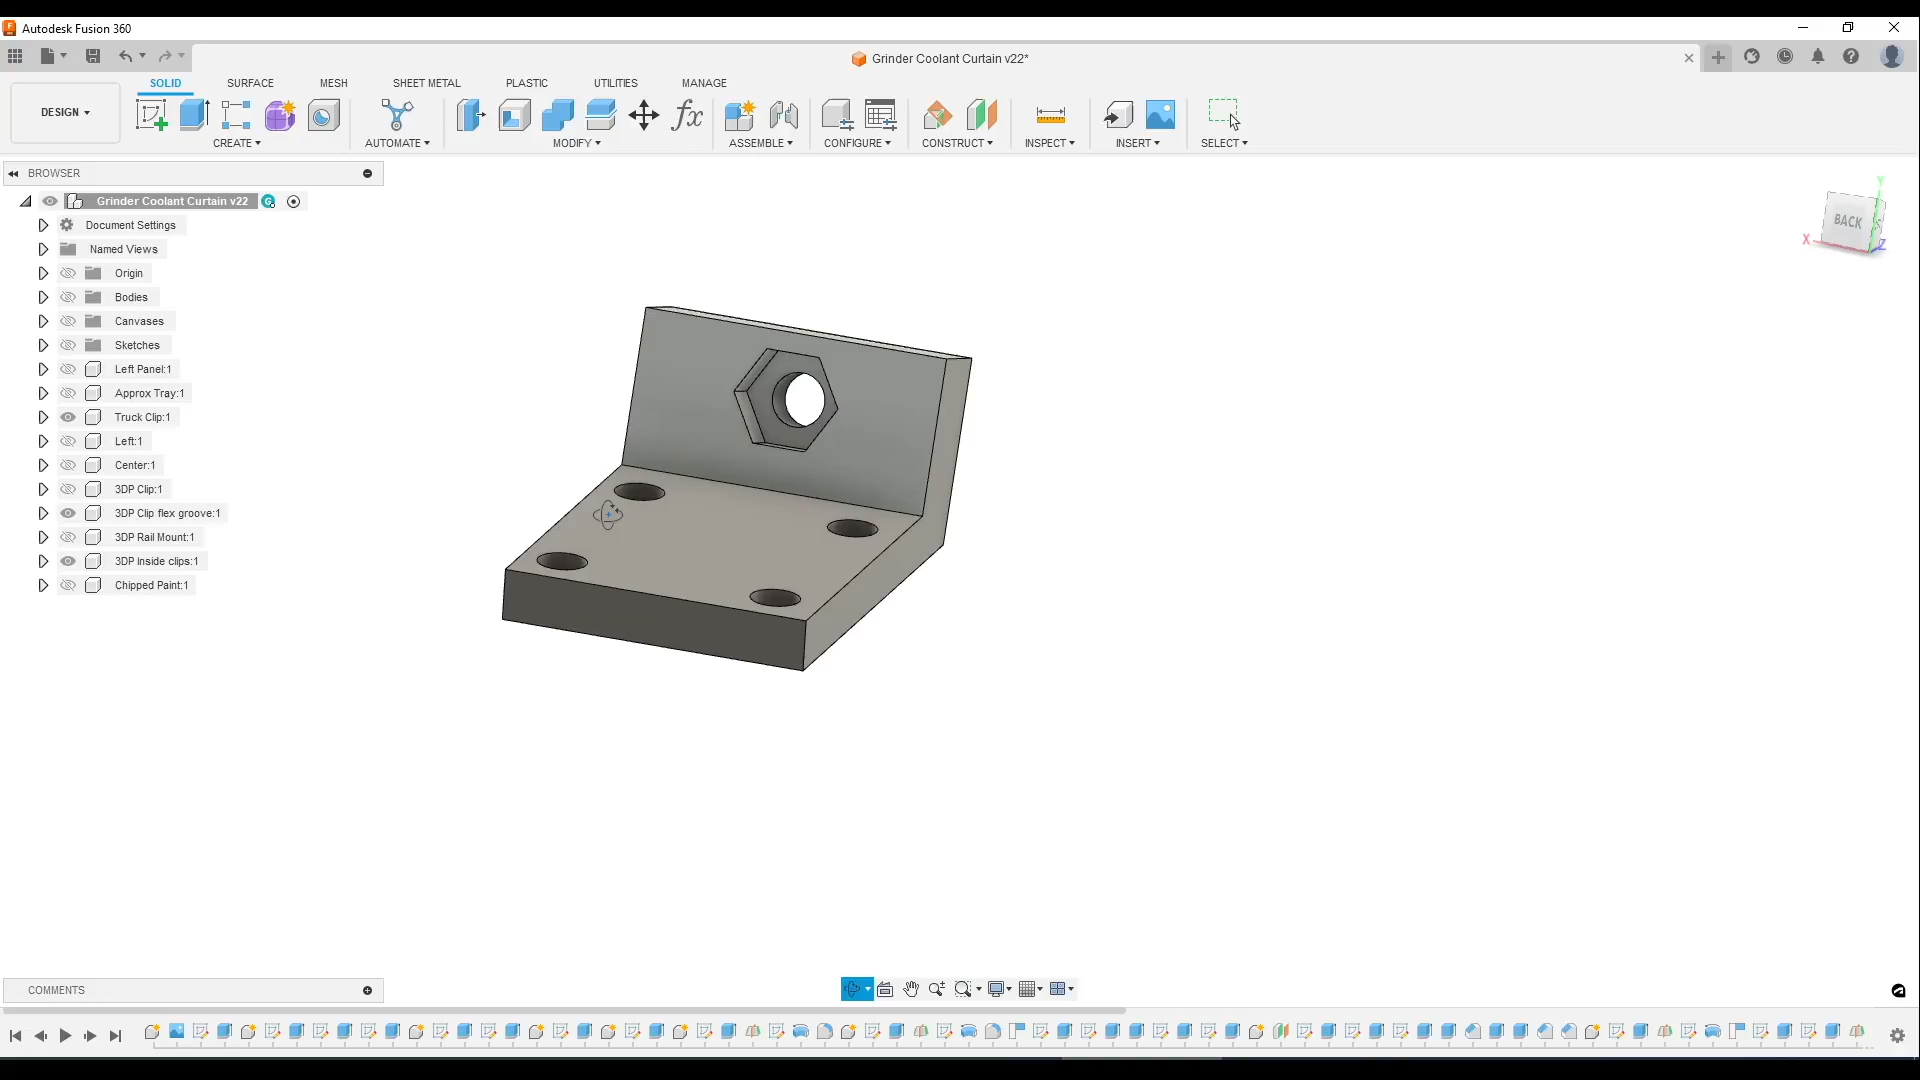 Autodesk Fusion 360
Grinder Coolant Curtain v22*
DESIGN
SOLID SURFACE MESH SHEET METAL PLASTIC UTILITIES MANAGE
CREATE AUTOMATE MODIFY ASSEMBLE CONFIGURE CONSTRUCT INSPECT INSERT SELECT
BROWSER
Grinder Coolant Curtain v22
Document Settings
Named Views
Origin
Bodies
Canvases
Sketches
Left Panel:1
Approx Tray:1
Truck Clip:1
Left:1
Center:1
3DP Clip:1
3DP Clip flex groove:1
3DP Rail Mount:1
3DP Inside clips:1
Chipped Paint:1
Y
BACK
X
Z
COMMENTS